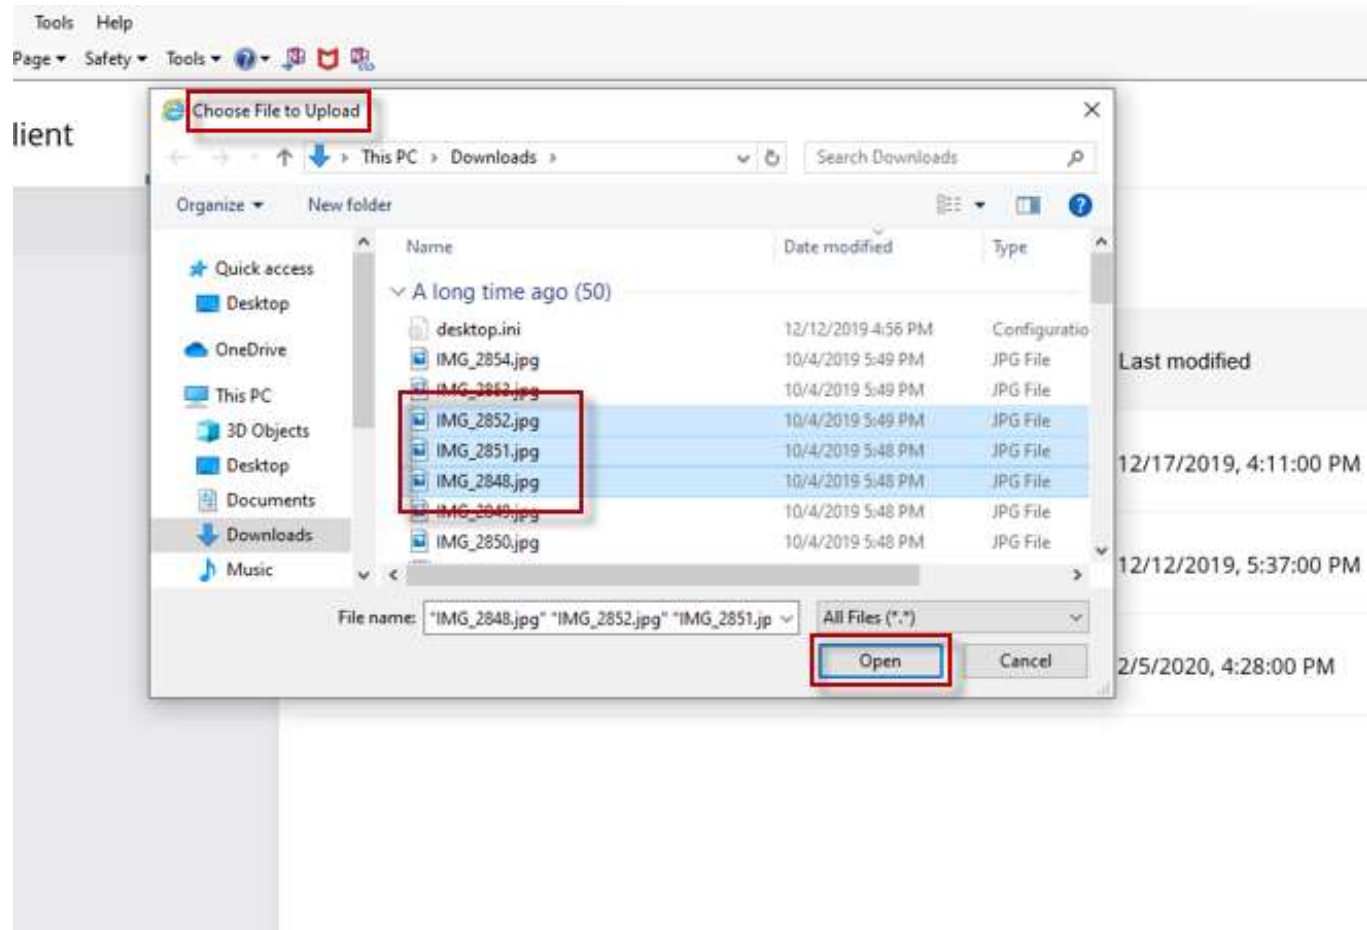 Tools Help
Page Safety Tools
lient
Choose File to Upload
This PC Downloads Search Downloads
Organize New folder
Name Date modified Type
Quick access
A long time ago (50)
Desktop
desktop.ini 12/12/2019 4:56 PM Configuratio
OneDrive
IMG_2854.jpg 10/4/2019 5:49 PM JPG File
Last modified
This PC
IMG_2853.jpg 10/4/2019 5:49 PM JPG File
3D Objects
IMG_2852.jpg 10/4/2019 5:49 PM JPG File
Desktop
IMG_2851.jpg 10/4/2019 5:48 PM JPG File
12/17/2019, 4:11:00 PM
Documents
IMG_2848.jpg 10/4/2019 5:48 PM JPG File
Downloads
IMG_2849.jpg 10/4/2019 5:48 PM JPG File
IMG_2850.jpg 10/4/2019 5:48 PM JPG File
Music
12/12/2019, 5:37:00 PM
File name: "IMG_2848.jpg" "IMG_2852.jpg" "IMG_2851.jp All Files (*.*)
Open Cancel
2/5/2020, 4:28:00 PM